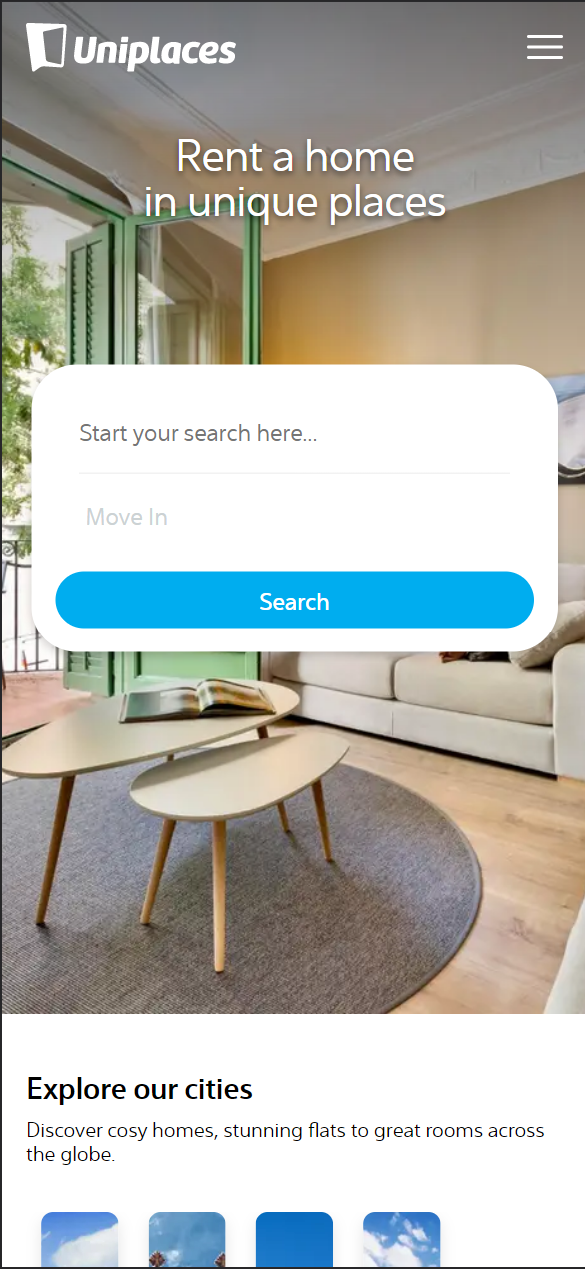 Uniplaces
Rent a home
in unique places
Start your search here...
Move In
Search
Explore our cities
Discover cosy homes, stunning flats to great rooms across
the globe.